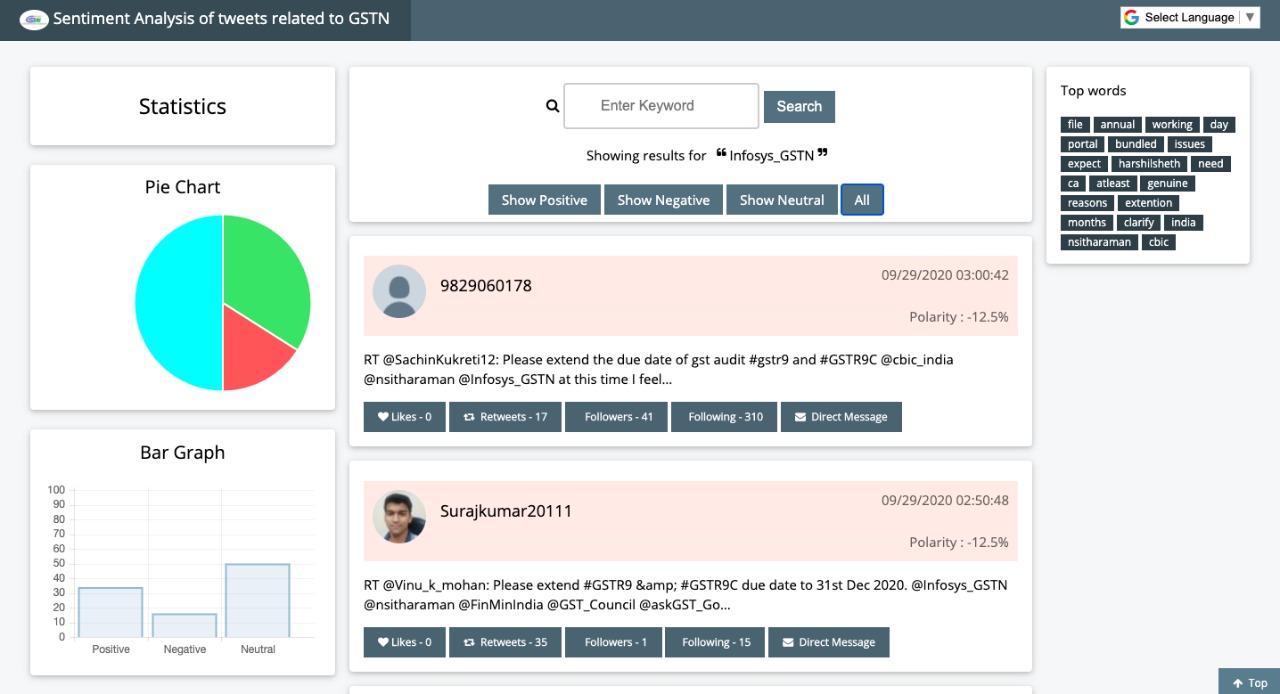 Sentiment Analysis of tweets related to GSTN
Select Language ▼
Statistics
Pie Chart
Bar Graph
100
90
80
70
60
50
40
30
20
10
0
Positive Negative Neutral
Enter Keyword Search
Showing results for ❝ Infosys_GSTN ❞
Show Positive Show Negative Show Neutral All
9829060178
09/29/2020 03:00:42
Polarity : -12.5%
RT @SachinKukreti12: Please extend the due date of gst audit #gstr9 and #GSTR9C @cbic_india
@nsitharaman @Infosys_GSTN at this time I feel...
Likes - 0 Retweets - 17 Followers - 41 Following - 310 Direct Message
Surajkumar20111
09/29/2020 02:50:48
Polarity : -12.5%
RT @Vinu_k_mohan: Please extend #GSTR9 &amp; #GSTR9C due date to 31st Dec 2020. @Infosys_GSTN
@nsitharaman @FinMinIndia @GST_Council @askGST_Go...
Likes - 0 Retweets - 35 Followers - 1 Following - 15 Direct Message
Top words
file annual working day
portal bundled issues
expect harshilsheth need
ca atleast genuine
reasons extention
months clarify india
nsitharaman cbic
Top